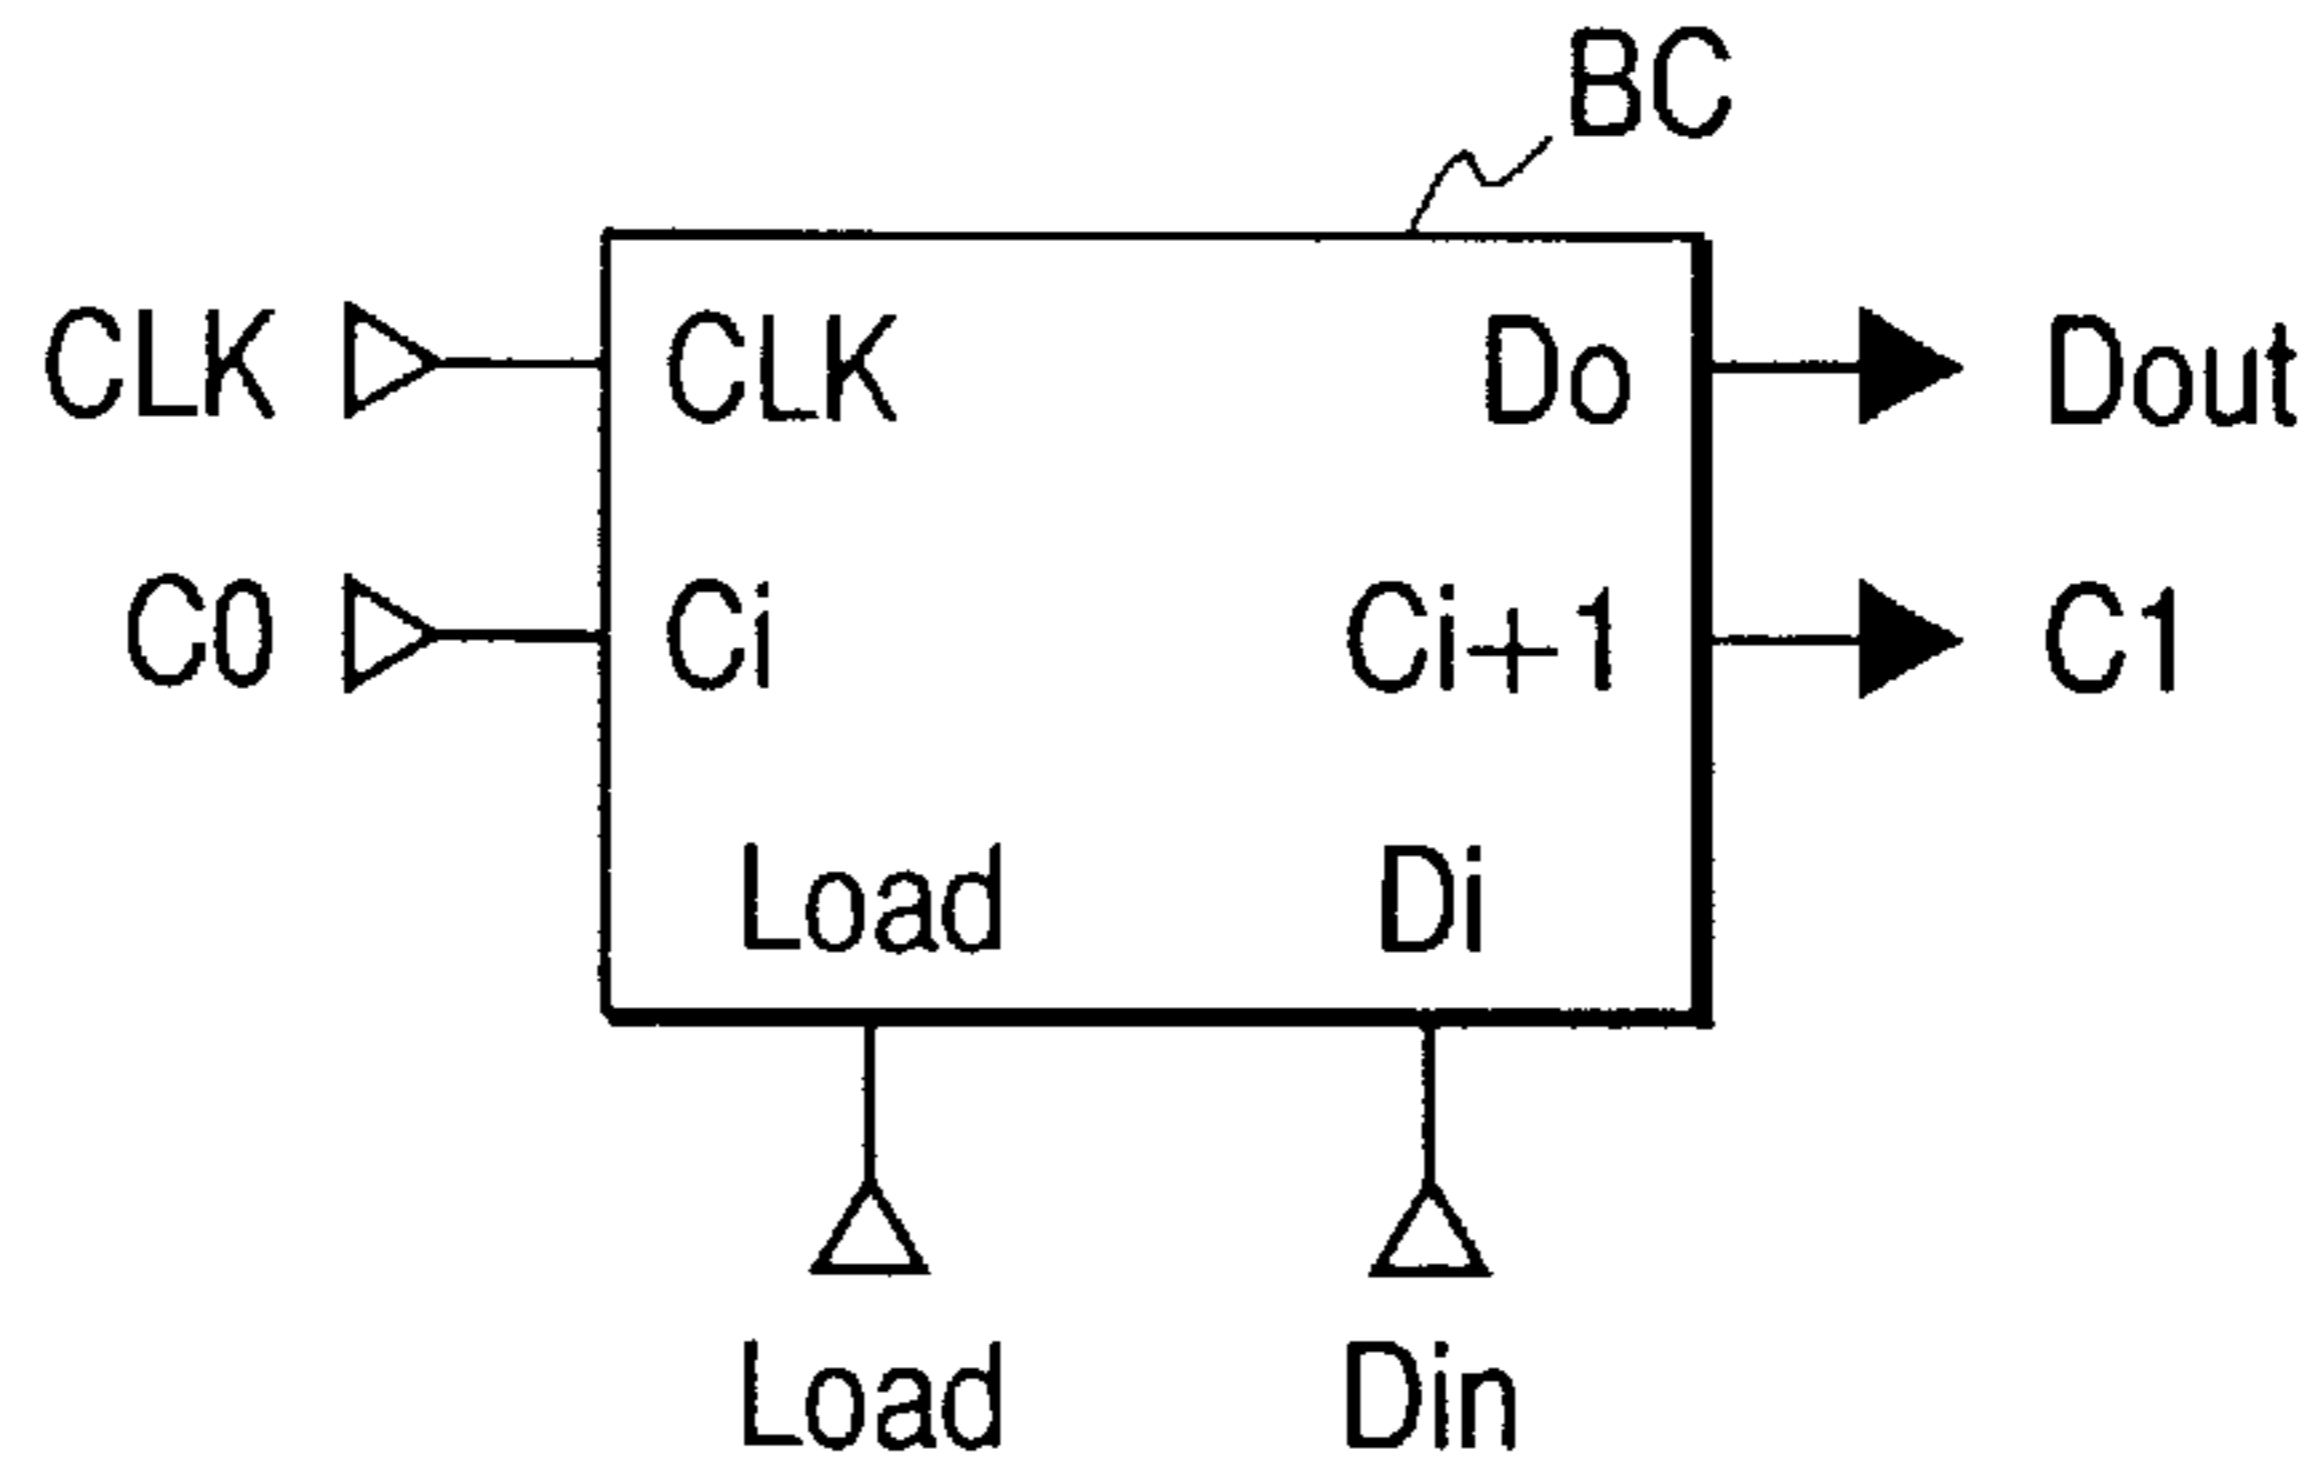 BC
CLK CLK Do Dout
C0 Ci Ci+1 C1
Load Di
Load Din